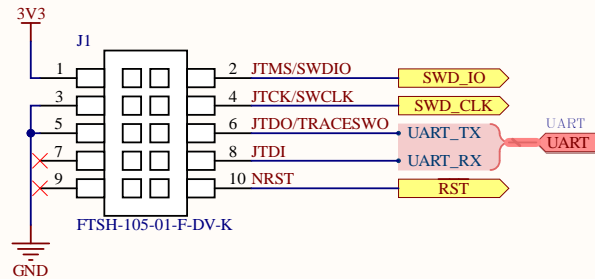 3V3
J1
1 2 JTMS/SWDIO SWD_IO
3 4 JTCK/SWCLK SWD_CLK
UART
5 6 JTDO/TRACESWO UART_TX
UART
7 8 JTDI UART_RX
9 10 NRST RST
FTSH-105-01-F-DV-K
GND